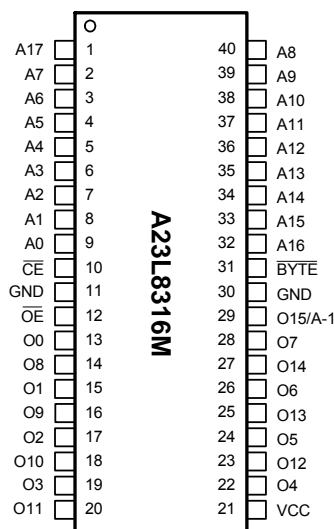 A17 1 40 A8
A7 2 39 A9
A6 3 38 A10
A5 4 37 A11
A4 5 36 A12
A3 6 35 A13
A2 7 34 A14
A1 8 33 A15
A0 9 32 A16
C̅E̅ 10 31 B̅Y̅T̅E̅
GND 11 30 GND
O̅E̅ 12 29 O15/A-1
O0 13 28 O7
O8 14 27 O14
O1 15 26 O6
O9 16 25 O13
O2 17 24 O5
O10 18 23 O12
O3 19 22 O4
O11 20 21 VCC
A23L8316M